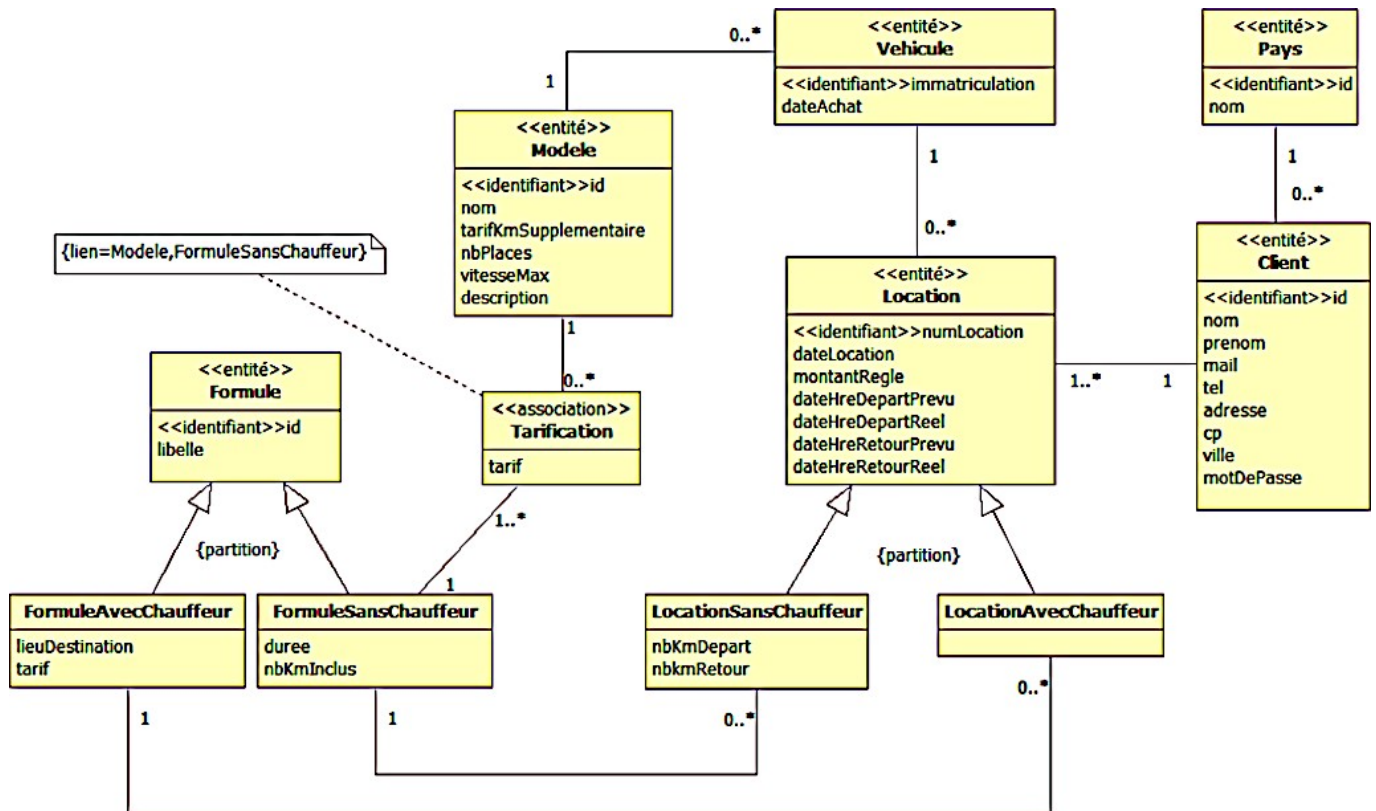 <<entité>>
Vehicule
<<identifiant>>immatriculation
dateAchat
<<entité>>
Pays
<<identifiant>>id
nom
0..*
1
<<entité>>
Modele
<<identifiant>>id
nom
tarifKmSupplementaire
nbPlaces
vitesseMax
description
1
0..*
1
0..*
{lien=Modele,FormuleSansChauffeur}
<<entité>>
Location
<<identifiant>>numLocation
dateLocation
montantRegle
dateHreDepartPrevu
dateHreDepartReel
dateHreRetourPrevu
dateHreRetourReel
1..*
1
<<entité>>
Client
<<identifiant>>id
nom
prenom
mail
tel
adresse
cp
ville
motDePasse
1
0..*
<<entité>>
Formule
<<identifiant>>id
libelle
<<association>>
Tarification
tarif
1..*
1
{partition}
{partition}
FormuleAvecChauffeur
lieuDestination
tarif
FormuleSansChauffeur
duree
nbKmInclus
LocationSansChauffeur
nbKmDepart
nbkmRetour
LocationAvecChauffeur
1
1
0..*
0..*